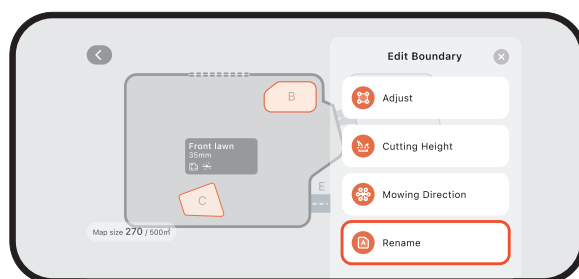 Edit Boundary
B
Adjust
Front lawn
35mm
Cutting Height
E
Mowing Direction
C
Map size 270 / 500㎡
Rename